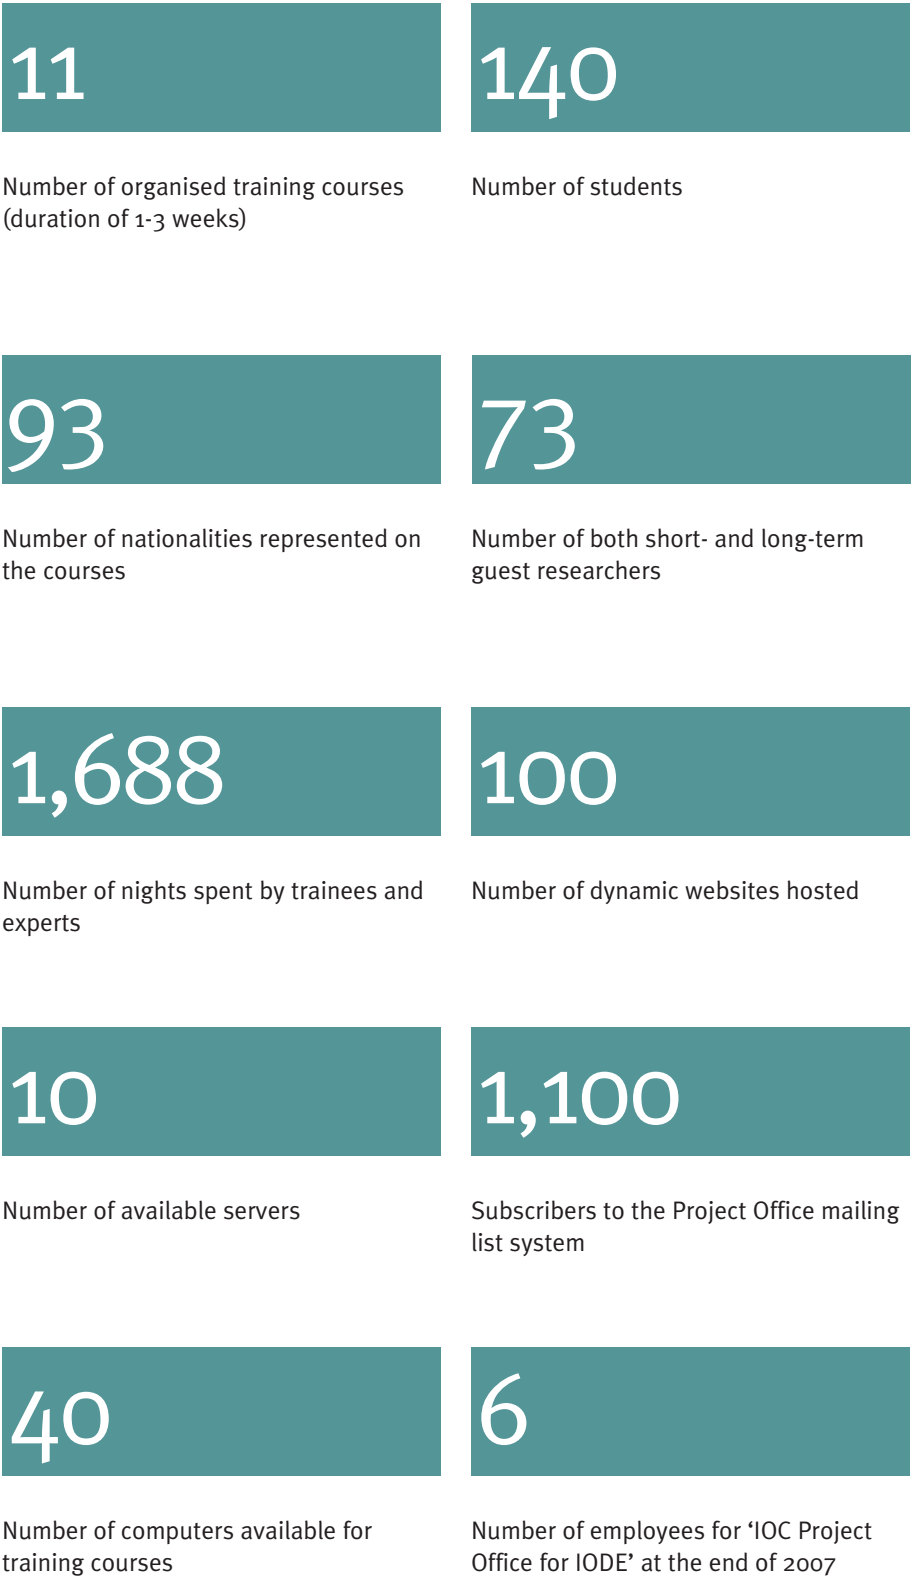 11
Number of organised training courses
(duration of 1-3 weeks)
140
Number of students
93
Number of nationalities represented on
the courses
73
Number of both short- and long-term
guest researchers
1,688
Number of nights spent by trainees and
experts
100
Number of dynamic websites hosted
10
Number of available servers
1,100
Subscribers to the Project Office mailing
list system
40
Number of computers available for
training courses
6
Number of employees for ‘IOC Project
Office for IODE’ at the end of 2007